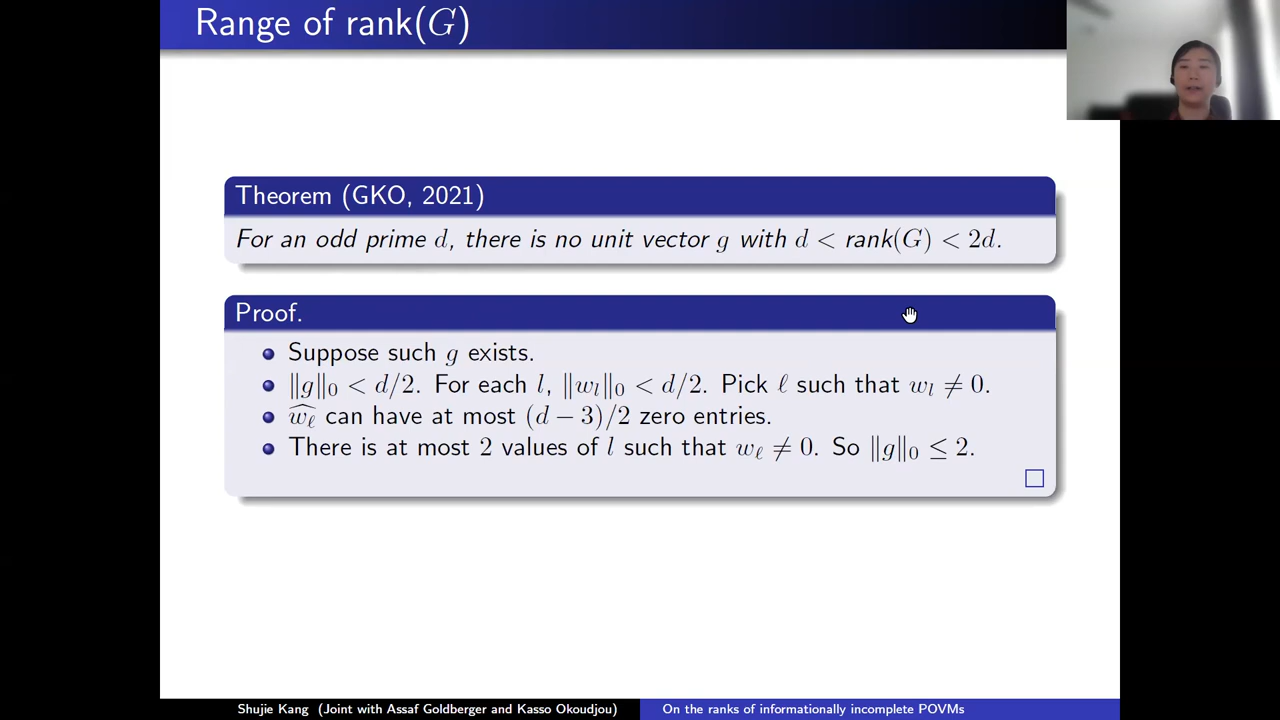 Range of rank(G)
Theorem (GKO, 2021)
For an odd prime d, there is no unit vector g with d < rank(G) < 2d.
Proof.
Suppose such g exists.
‖g‖₀ < d/2. For each l, ‖w_l‖₀ < d/2. Pick ℓ such that w_l ≠ 0.
ŵ_ℓ can have at most (d − 3)/2 zero entries.
There is at most 2 values of l such that w_ℓ ≠ 0. So ‖g‖₀ ≤ 2.
Shujie Kang (Joint with Assaf Goldberger and Kasso Okoudjou)
On the ranks of informationally incomplete POVMs